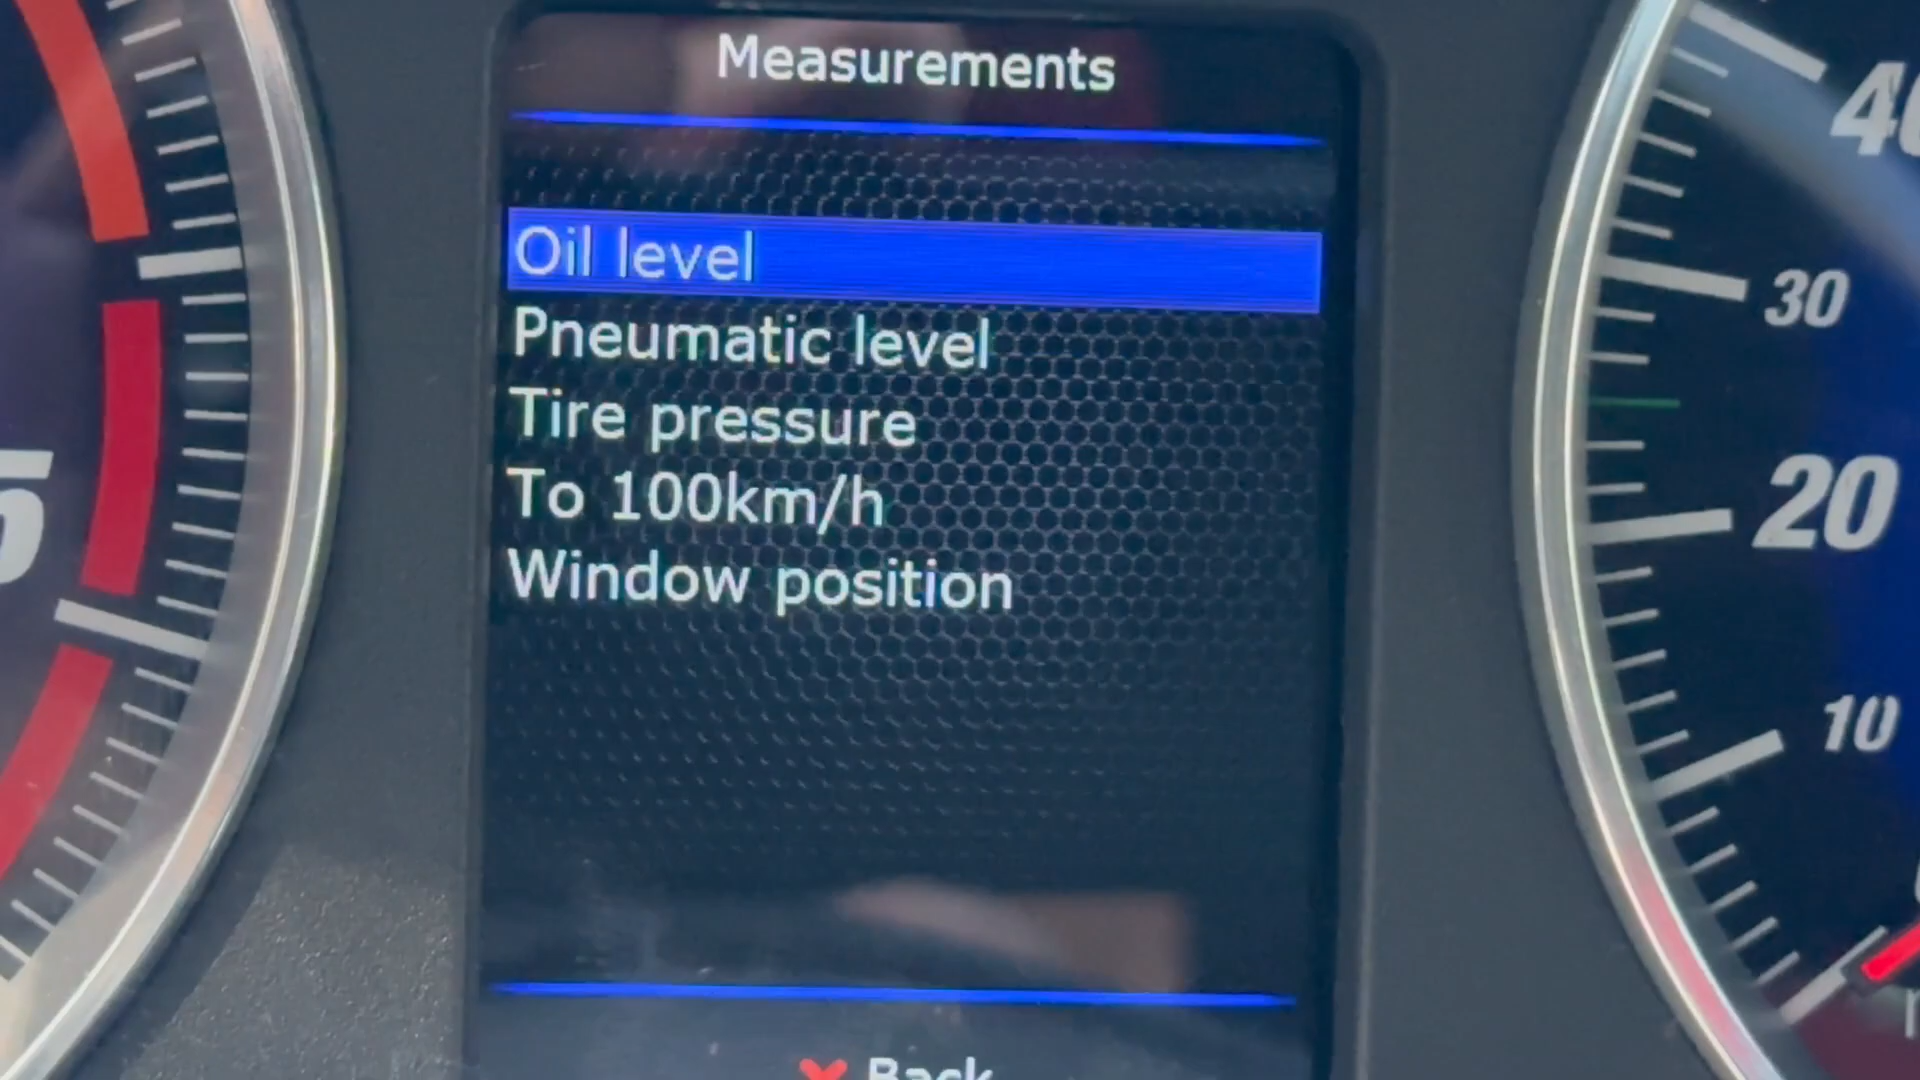 Measurements
Oil level
Pneumatic level
Tire pressure
To 100km/h
Window position
Back
30
20
10